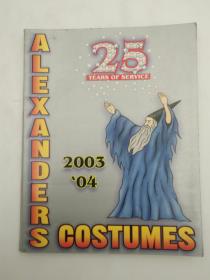 25
YEARS OF SERVICE
ALEXANDERS
2003
'04
COSTUMES